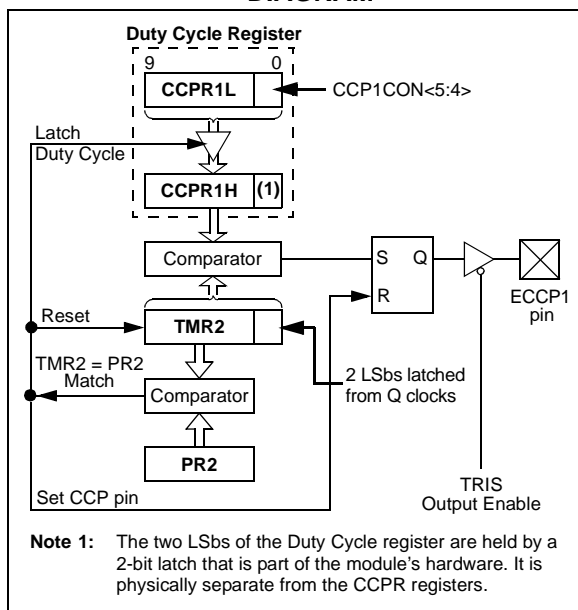 Duty Cycle Register
9 0
CCPR1L
CCP1CON<5:4>
Latch
Duty Cycle
CCPR1H (1)
Comparator
S Q
R
ECCP1
pin
Reset
TMR2
TMR2 = PR2
Match
Comparator
2 LSbs latched
from Q clocks
PR2
Set CCP pin
TRIS
Output Enable
Note 1: The two LSbs of the Duty Cycle register are held by a
2-bit latch that is part of the module's hardware. It is
physically separate from the CCPR registers.